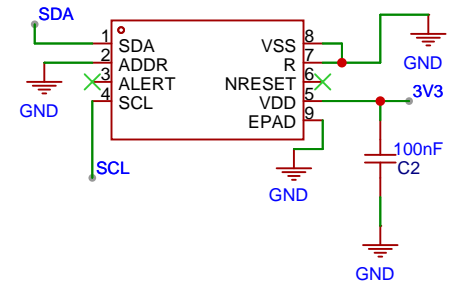 SDA
1 SDA VSS 8
2 ADDR R 7
3 ALERT NRESET 6
4 SCL VDD 5
EPAD 9
GND
GND
3V3
SCL
GND
100nF
C2
GND